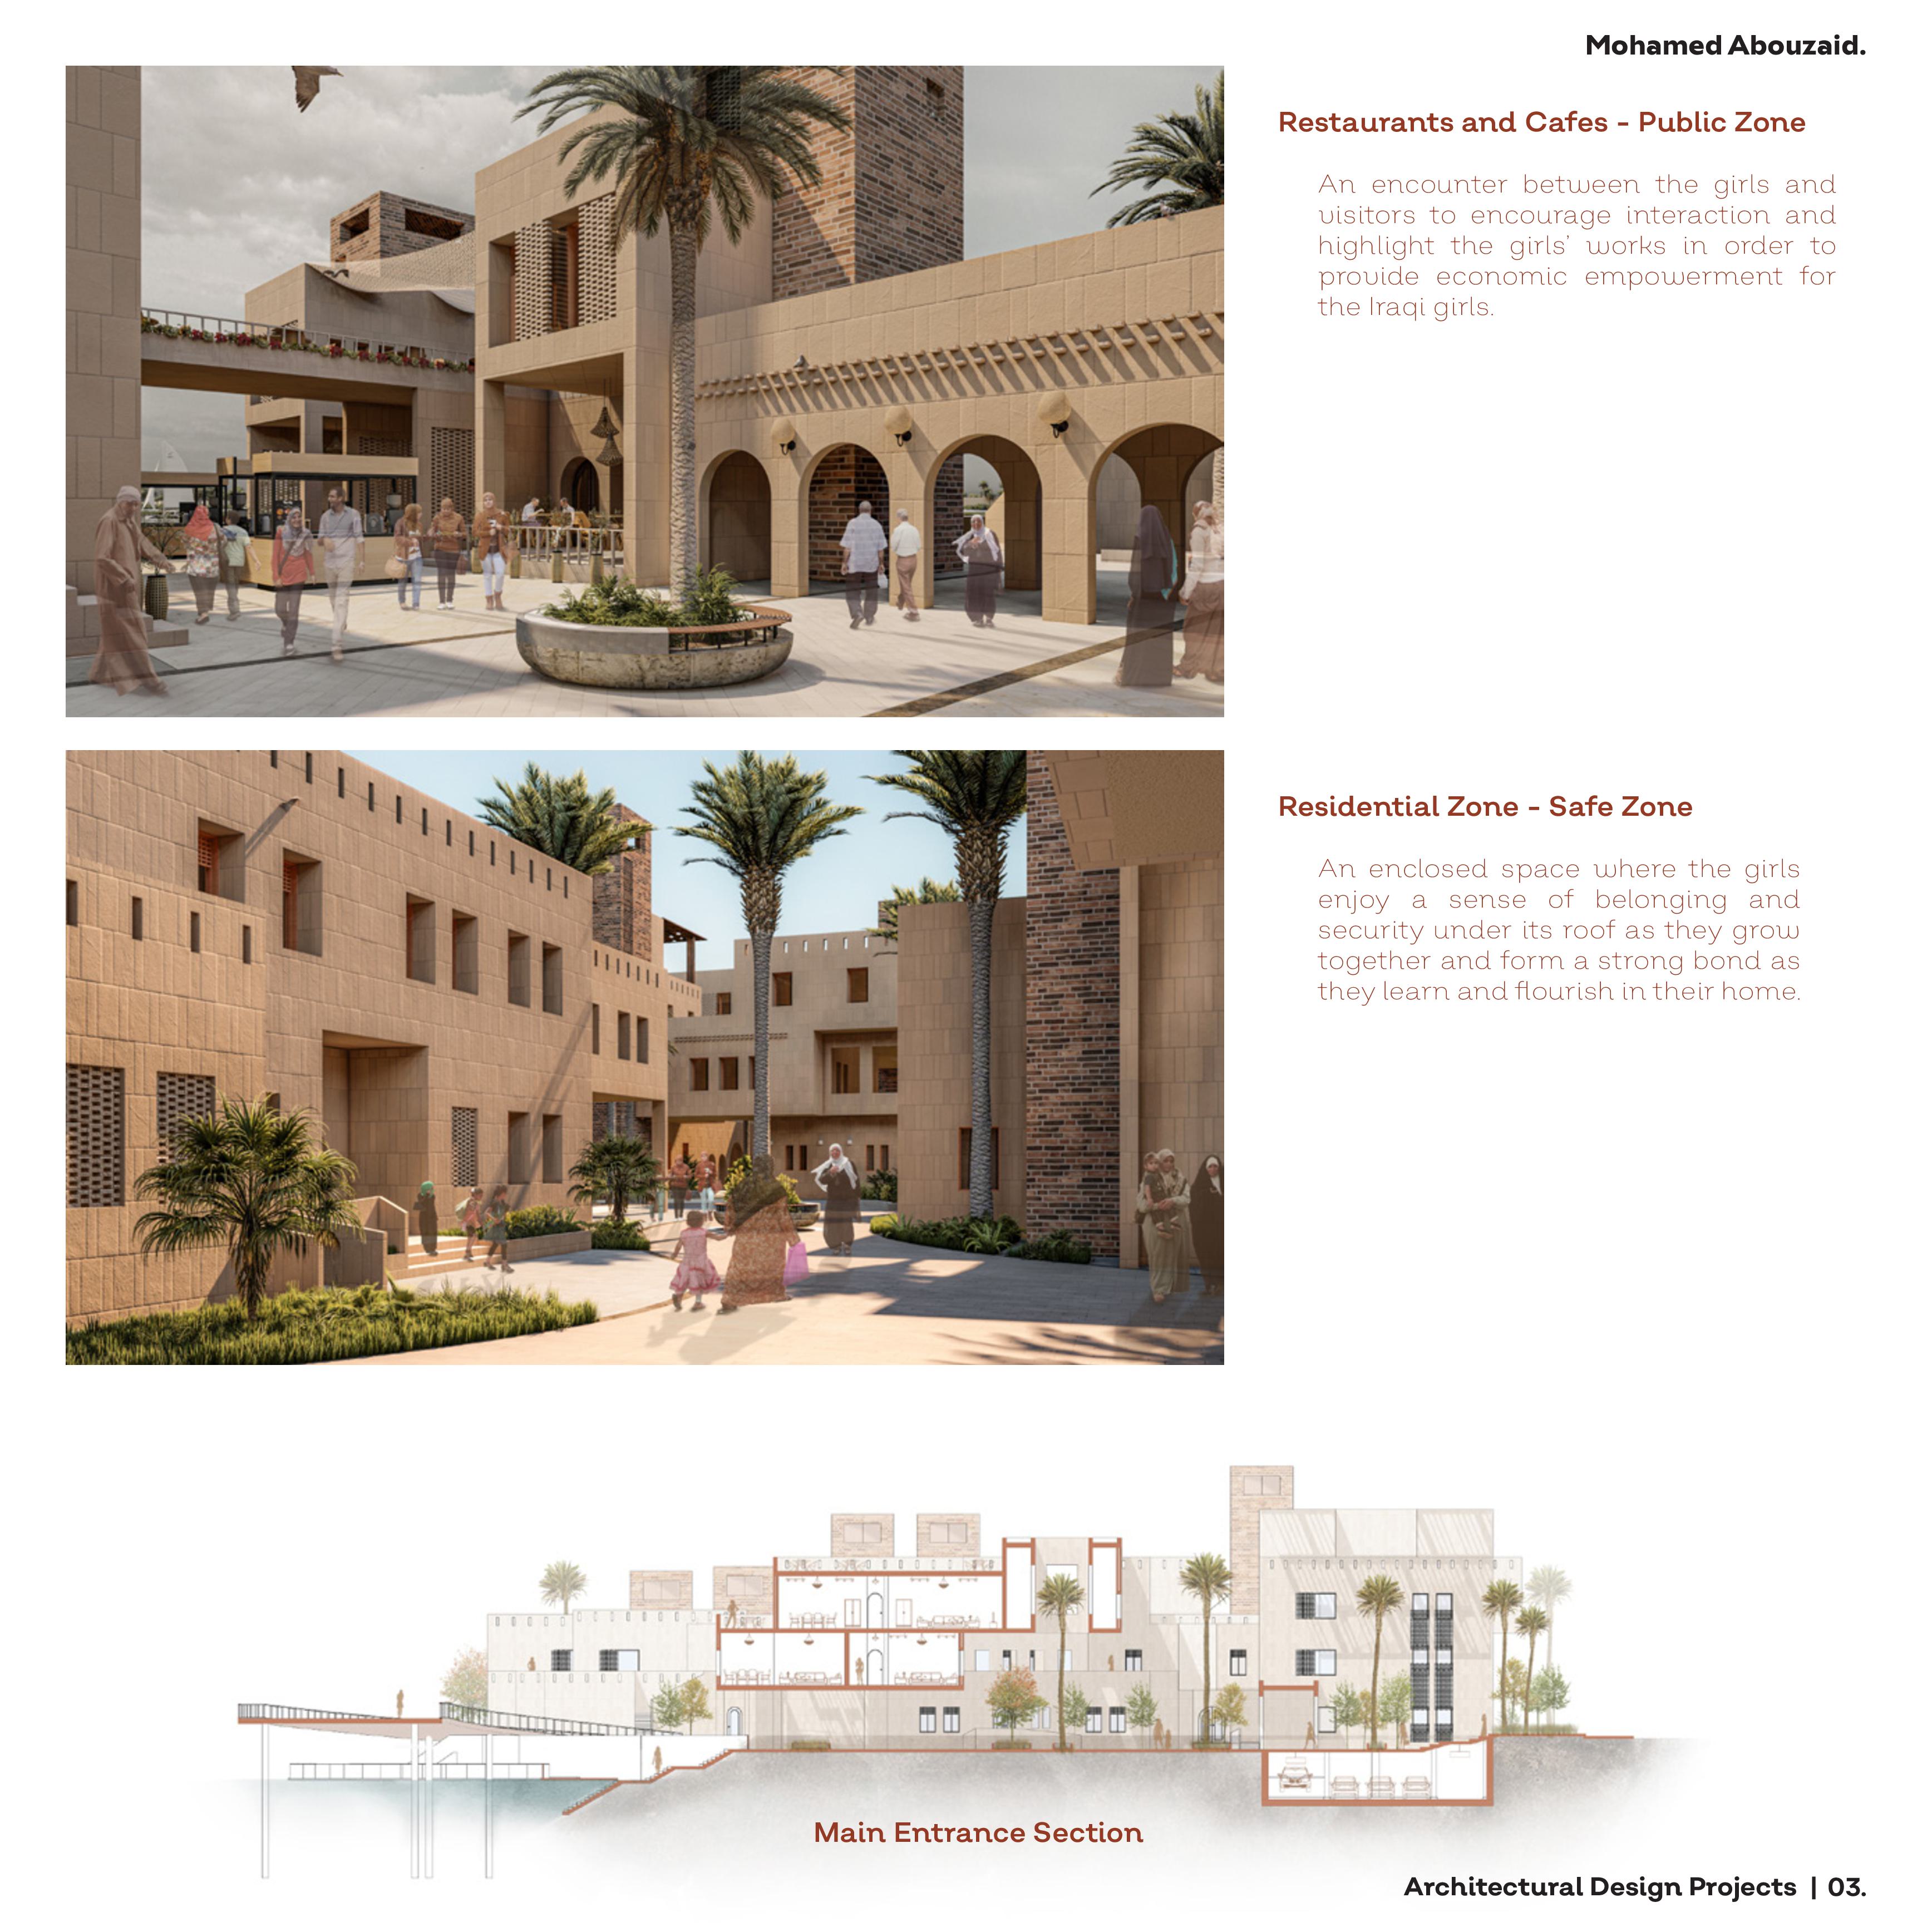 Mohamed Abouzaid.
Restaurants and Cafes - Public Zone
An encounter between the girls and
visitors to encourage interaction and
highlight the girls' works in order to
provide economic empowerment for
the Iraqi girls.
Residential Zone - Safe Zone
An enclosed space where the girls
enjoy a sense of belonging and
security under its roof as they grow
together and form a strong bond as
they learn and flourish in their home.
Main Entrance Section
Architectural Design Projects | 03.